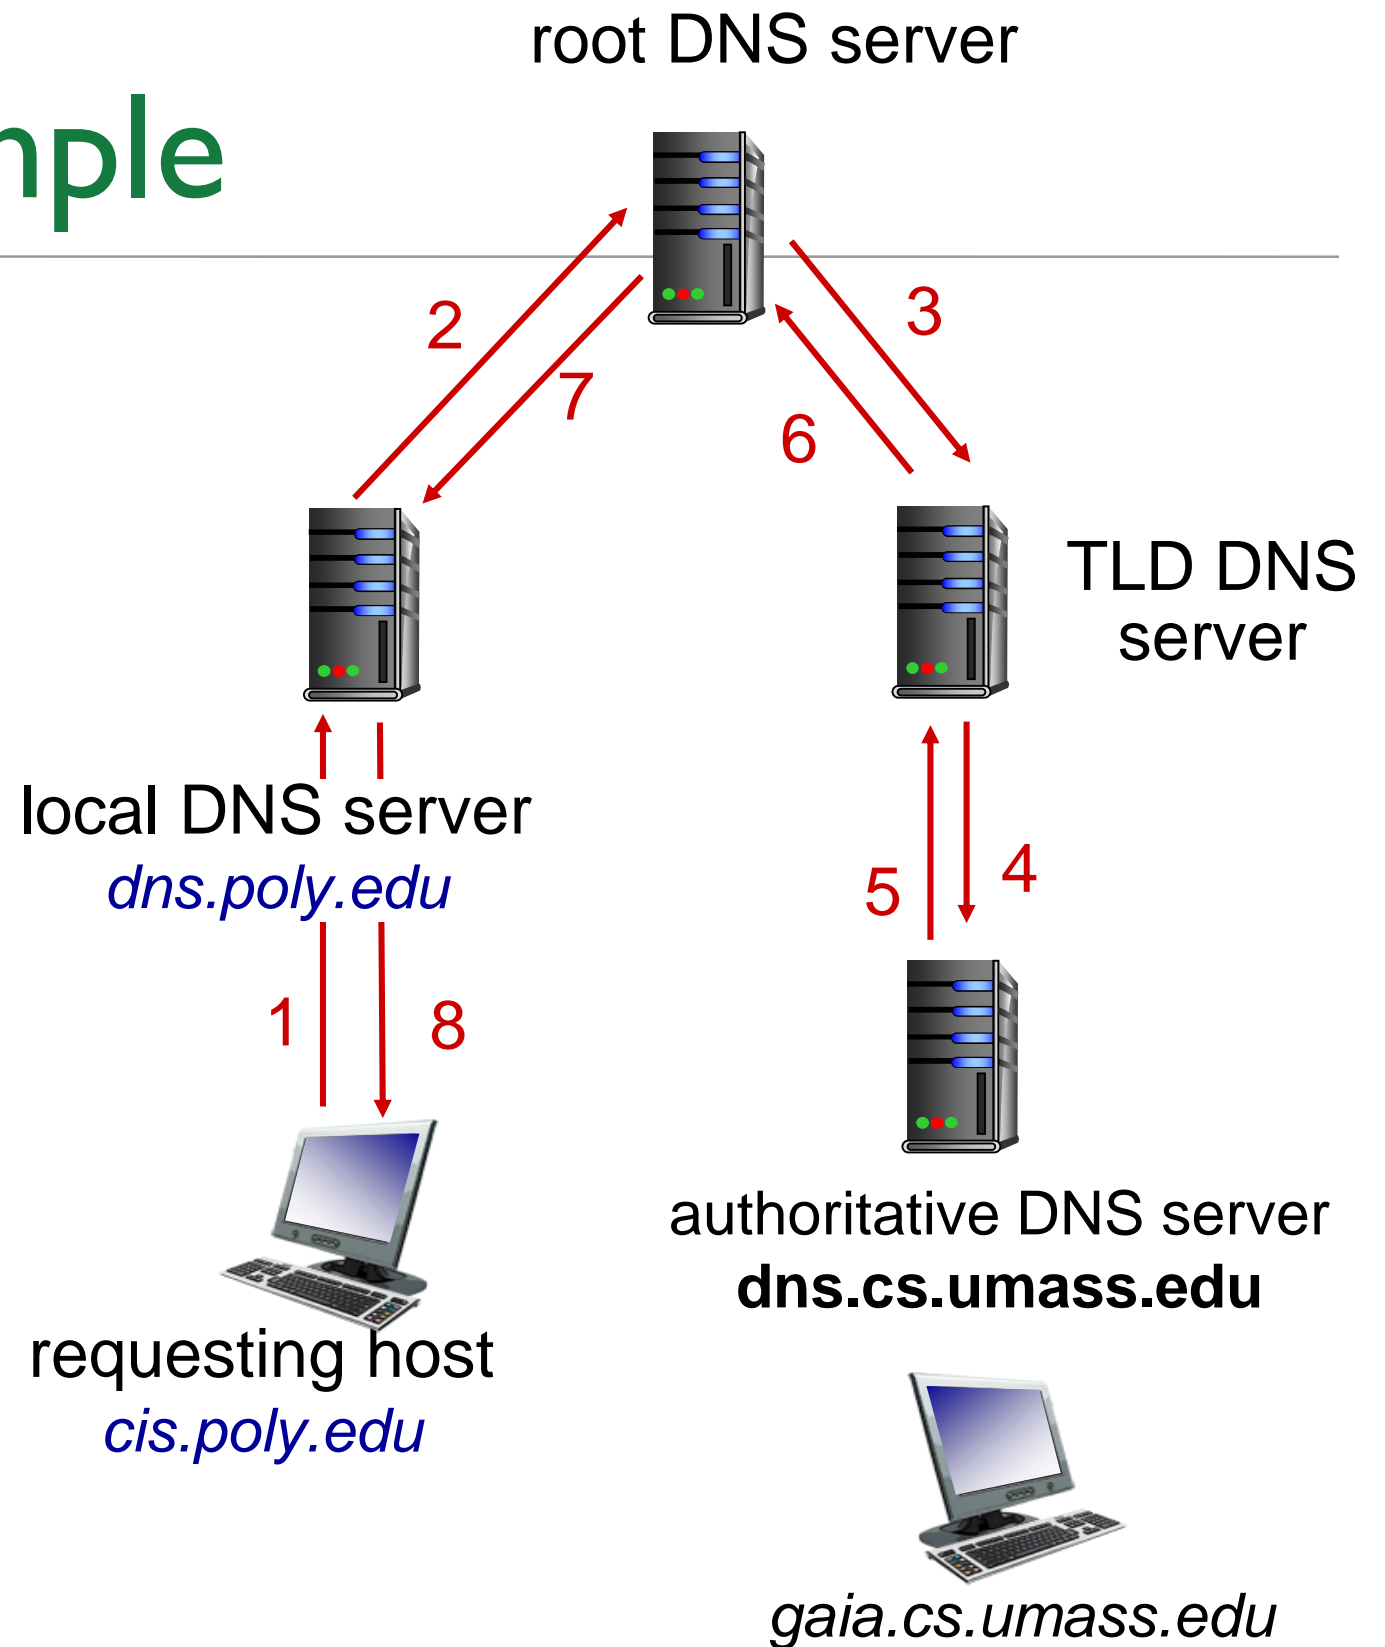 root DNS server
2
3
7
6
TLD DNS
server
local DNS server
dns.poly.edu
5
4
1
8
authoritative DNS server
dns.cs.umass.edu
requesting host
cis.poly.edu
gaia.cs.umass.edu